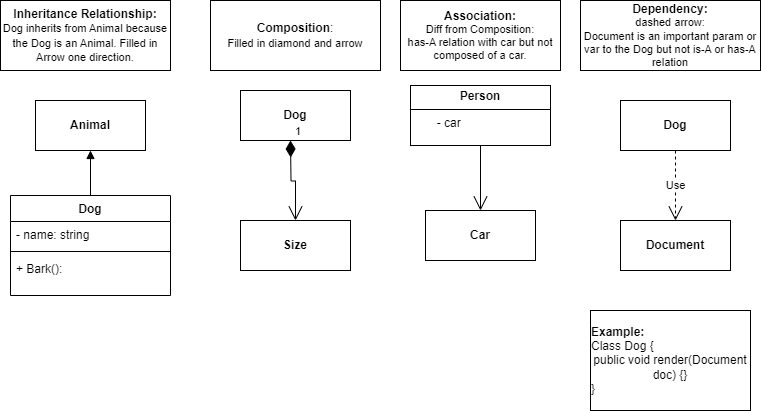 Inheritance Relationship:
Dog inherits from Animal because
the Dog is an Animal. Filled in
Arrow one direction.
Composition:
Filled in diamond and arrow
Association:
Diff from Composition:
has-A relation with car but not
composed of a car.
Dependency:
dashed arrow:
Document is an important param or
var to the Dog but not is-A or has-A
relation
Animal
Dog
- name: string
+ Bark():
Dog
1
Size
Person
- car
Car
Dog
Use
Document
Example:
Class Dog {
public void render(Document
doc) {}
}